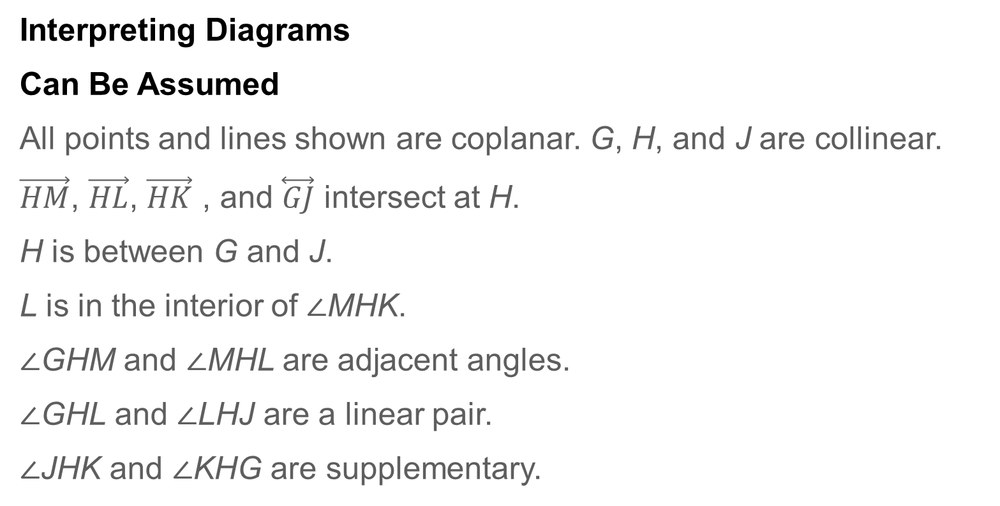 Interpreting Diagrams
Can Be Assumed
All points and lines shown are coplanar. G, H, and J are collinear.
$\overrightarrow{HM}$, $\overrightarrow{HL}$, $\overrightarrow{HK}$ , and $\overleftrightarrow{GJ}$ intersect at H.
H is between G and J.
L is in the interior of ∠MHK.
∠GHM and ∠MHL are adjacent angles.
∠GHL and ∠LHJ are a linear pair.
∠JHK and ∠KHG are supplementary.